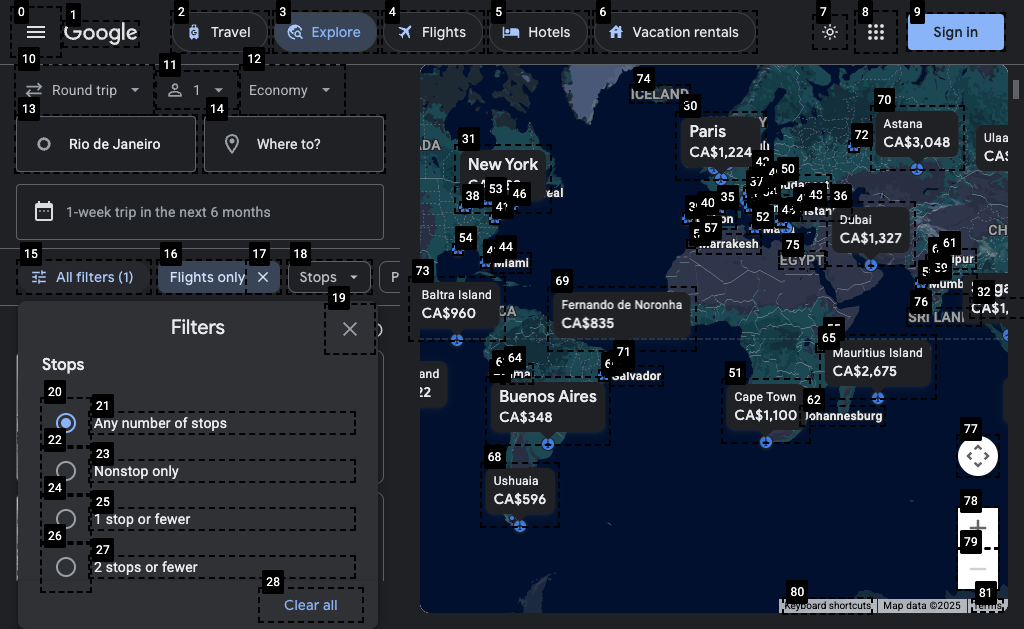 Google
Travel
Explore
Flights
Hotels
Vacation rentals
Sign in
Round trip
1
Economy
Rio de Janeiro
Where to?
1-week trip in the next 6 months
All filters (1)
Flights only
Stops
P
Filters
Stops
Any number of stops
Nonstop only
1 stop or fewer
2 stops or fewer
Clear all
ICELAND
Paris
CA$1,224
Astana
CA$3,048
New York
Dubai
CA$1,327
Marrakesh
EGYPT
Miami
Baltra Island
CA$960
Fernando de Noronha
CA$835
Mauritius Island
CA$2,675
Salvador
Buenos Aires
CA$348
Cape Town
CA$1,100
Johannesburg
Ushuaia
CA$596
Keyboard shortcuts
Map data ©2025
0
1
2
3
4
5
6
7
8
9
10
11
12
13
14
15
16
17
18
19
20
21
22
23
24
25
26
27
28
30
31
32
35
36
37
38
39
40
44
46
48
50
51
52
53
54
57
61
62
64
65
68
69
70
71
72
73
74
75
76
77
78
79
80
81